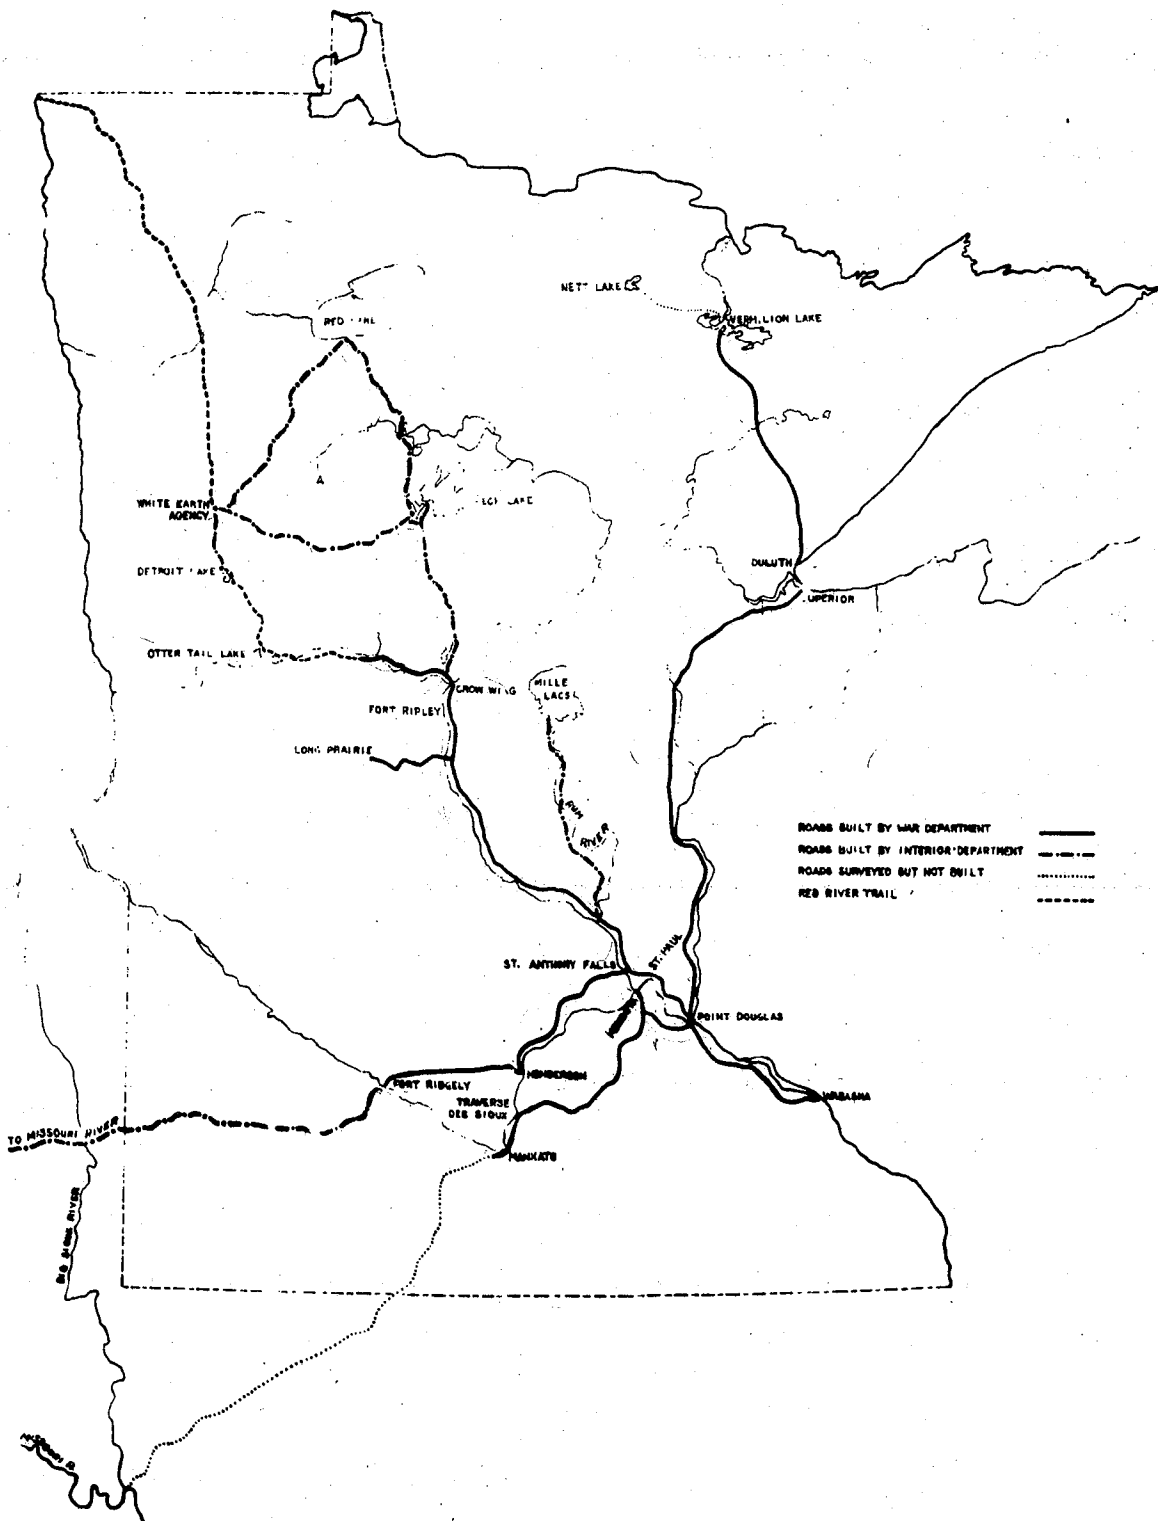 NETT LAKE
VERMILION LAKE
RED
WHITE EARTH
AGENCY
LAKE
DETROIT LAKE
DULUTH
UPERIOR
OTTER TAIL LAKE
CROW WING
MILLE
LACS
FORT RIPLEY
LONG PRAIRIE
RUM
RIVER
ROADS BUILT BY WAR DEPARTMENT
ROADS BUILT BY INTERIOR DEPARTMENT
ROADS SURVEYED BUT NOT BUILT
RED RIVER TRAIL
ST. ANTHONY FALLS
ST. PAUL
POINT DOUGLAS
HENDERSON
FORT RIDGELY
TRAVERSE
DES SIOUX
WABASHA
TO MISSOURI RIVER
MANKATO
BIG SIOUX RIVER
MISSOURI R.